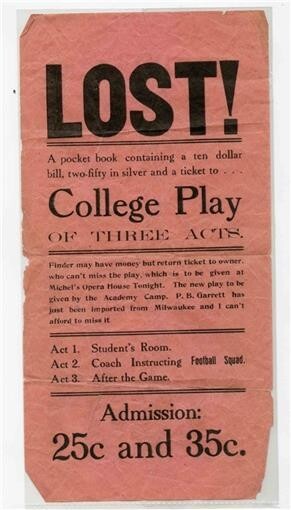 LOST!
A pocket book containing a ten dollar
bill, two-fifty in silver and a ticket to . . .
College Play
OF THREE ACTS.
Finder may have money but return ticket to owner,
who can't miss the play, which is to be given at
Michel's Opera House Tonight. The new play to be
given by the Academy Camp. P. B. Garrett has
just been imported from Milwaukee and I can't
afford to miss it
Act 1. Student's Room.
Act 2. Coach Instructing Football Squad.
Act 3. After the Game.
Admission:
25c and 35c.